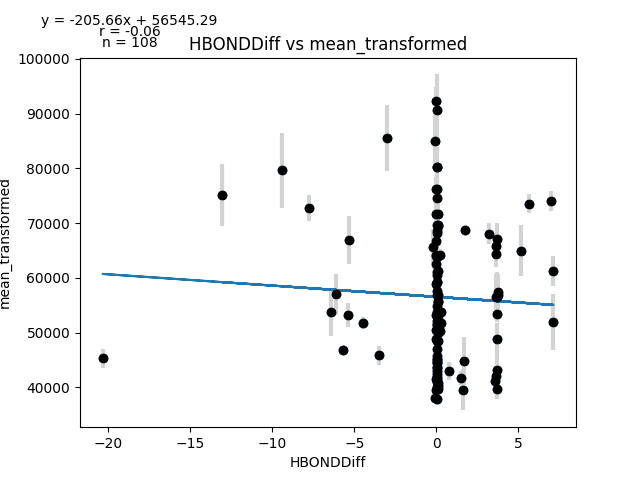 y = -205.66x + 56545.29
r = -0.06
n = 108
HBONDDiff vs mean_transformed
100000
90000
80000
70000
60000
50000
40000
mean_transformed
−20
−15
−10
−5
0
5
HBONDDiff